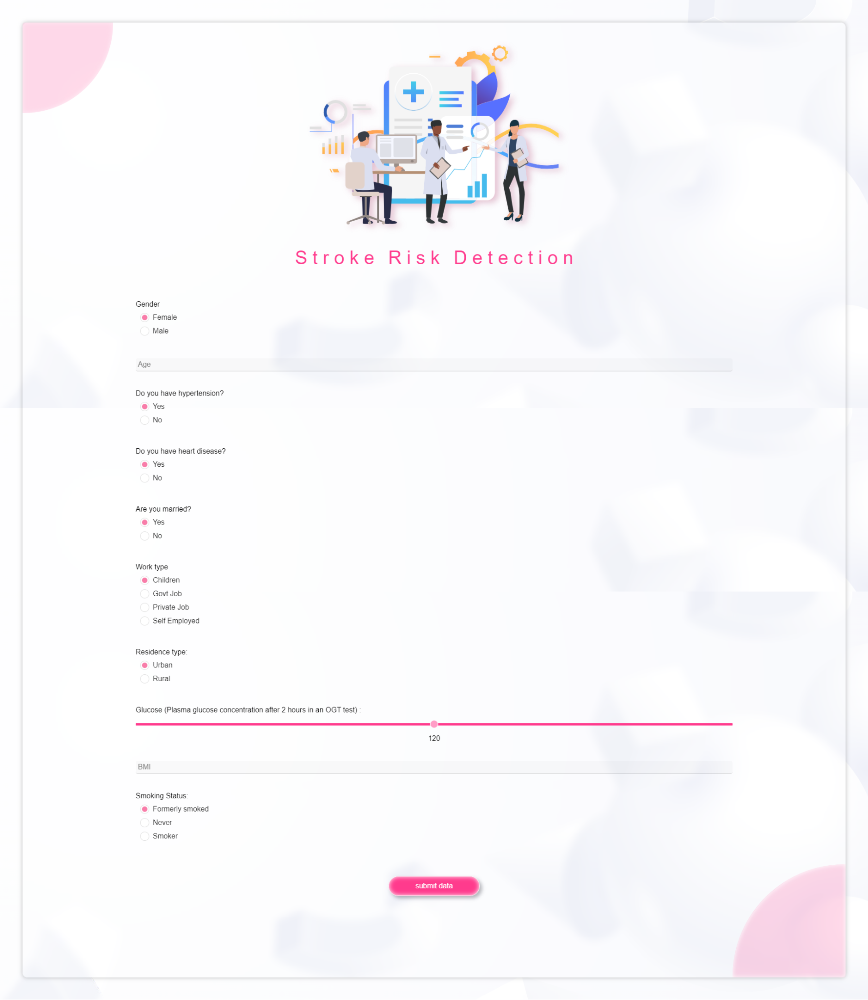 Stroke Risk Detection
Gender
Female
Male
Age
Do you have hypertension?
Yes
No
Do you have heart disease?
Yes
No
Are you married?
Yes
No
Work type
Children
Govt Job
Private Job
Self Employed
Residence type:
Urban
Rural
Glucose (Plasma glucose concentration after 2 hours in an OGT test) :
120
BMI
Smoking Status:
Formerly smoked
Never
Smoker
submit data